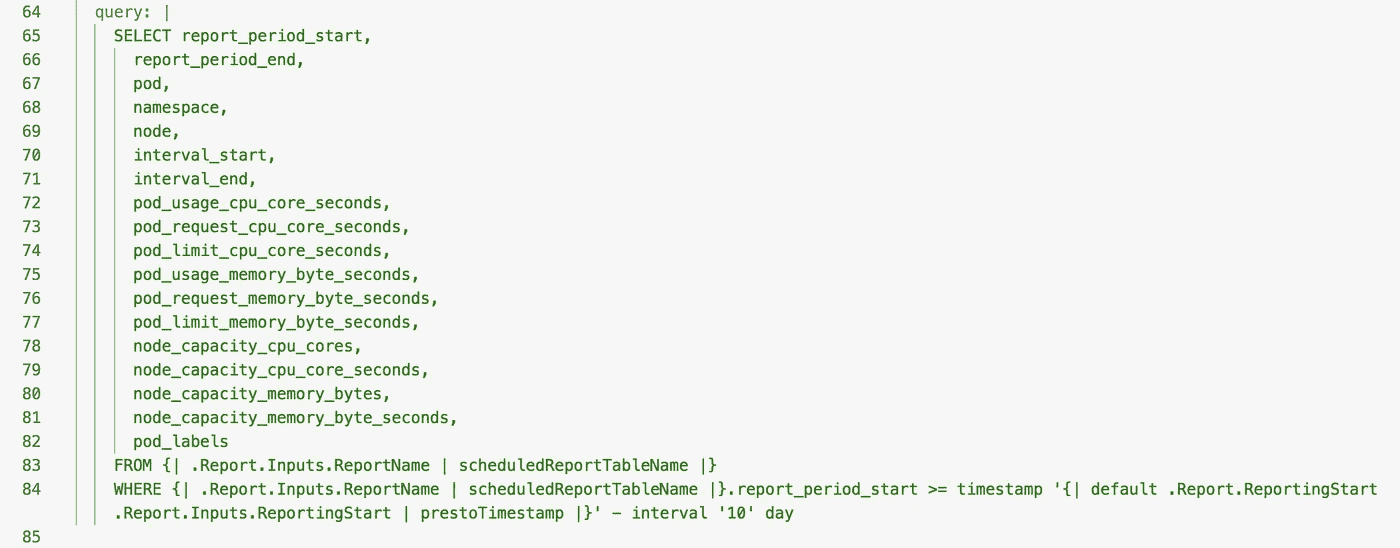 64 query: |
65 SELECT report_period_start,
66 report_period_end,
67 pod,
68 namespace,
69 node,
70 interval_start,
71 interval_end,
72 pod_usage_cpu_core_seconds,
73 pod_request_cpu_core_seconds,
74 pod_limit_cpu_core_seconds,
75 pod_usage_memory_byte_seconds,
76 pod_request_memory_byte_seconds,
77 pod_limit_memory_byte_seconds,
78 node_capacity_cpu_cores,
79 node_capacity_cpu_core_seconds,
80 node_capacity_memory_bytes,
81 node_capacity_memory_byte_seconds,
82 pod_labels
83 FROM {| .Report.Inputs.ReportName | scheduledReportTableName |}
84 WHERE {| .Report.Inputs.ReportName | scheduledReportTableName |}.report_period_start >= timestamp '{| default .Report.ReportingStart
.Report.Inputs.ReportingStart | prestoTimestamp |}' – interval '10' day
85